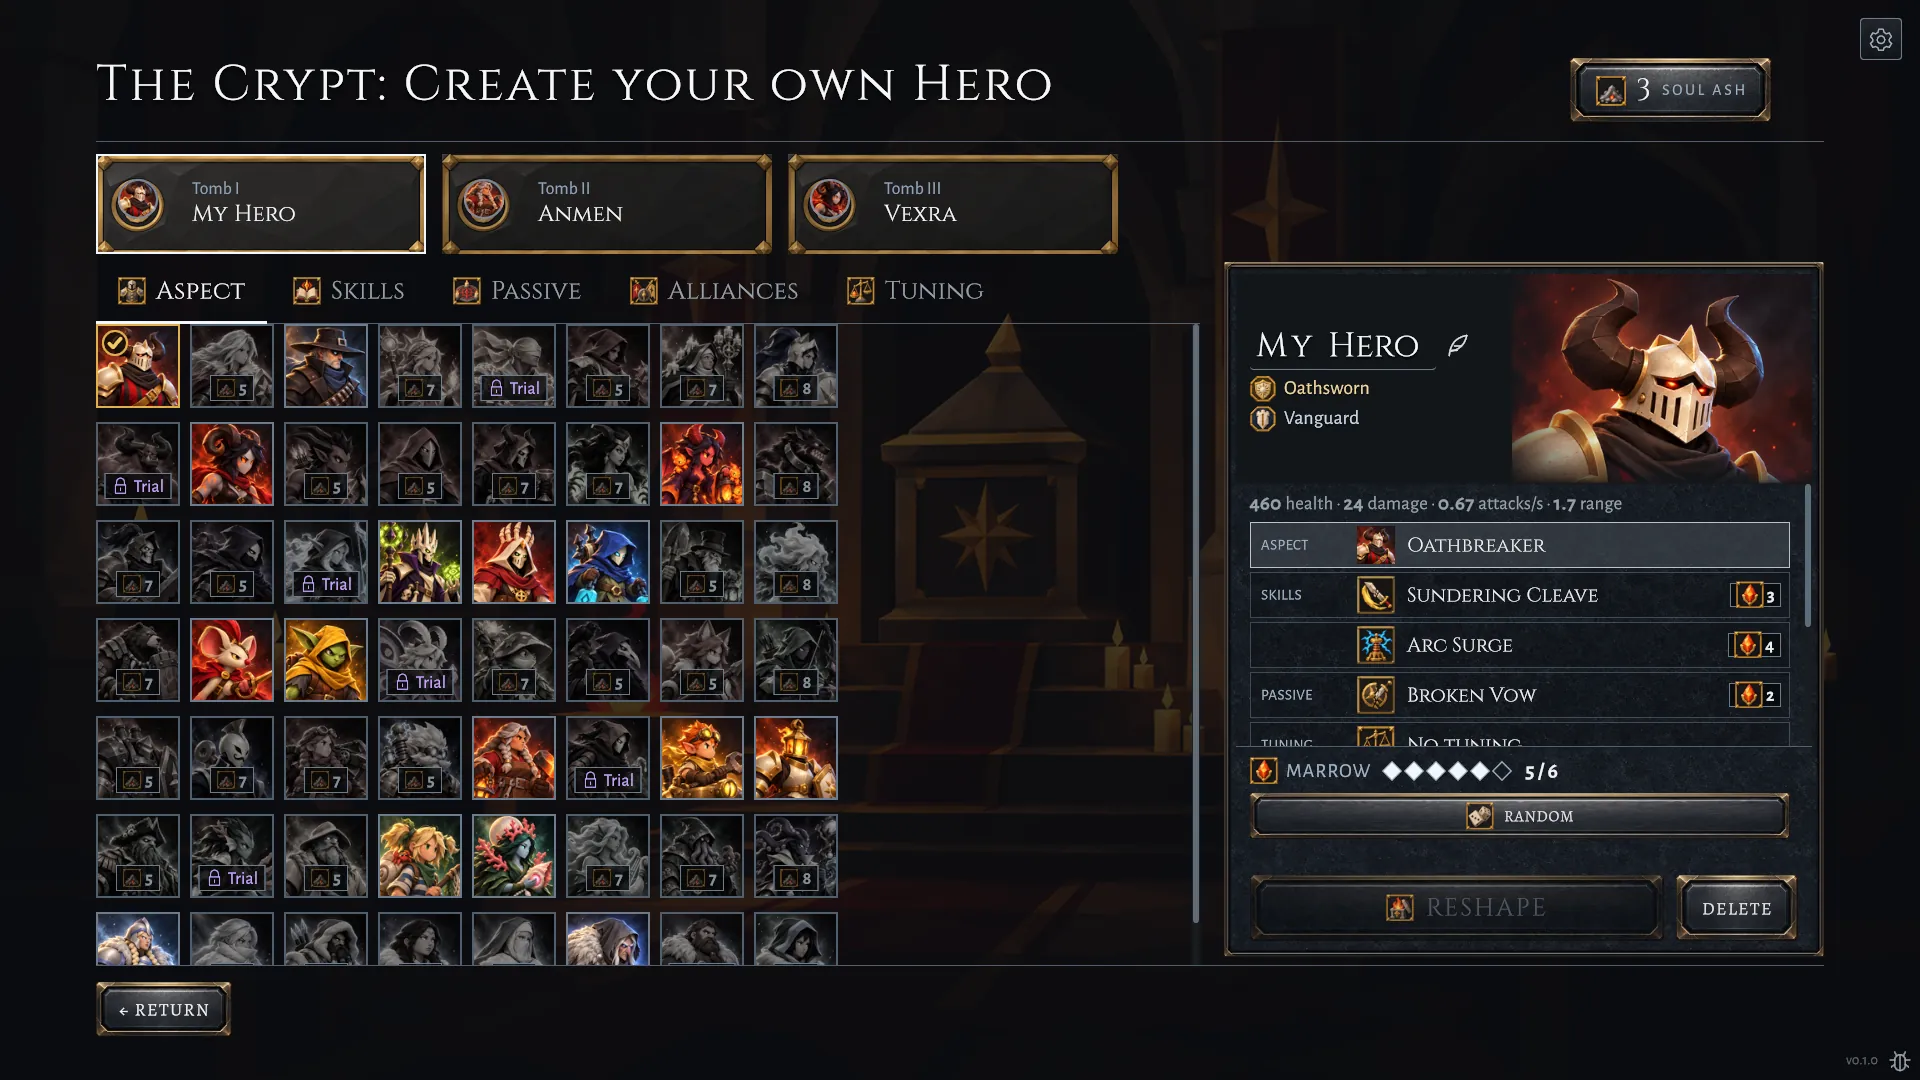 The Crypt: Create your own Hero
3 SOUL ASH
Tomb I
My Hero
Tomb II
Anmen
Tomb III
Vexra
Aspect
Skills
Passive
Alliances
Tuning
5
7
Trial
5
7
8
Trial
5
5
7
7
8
7
5
Trial
5
8
7
Trial
7
5
5
8
5
7
7
5
Trial
5
Trial
5
7
7
8
My Hero
Oathsworn
Vanguard
460 health · 24 damage · 0.67 attacks/s · 1.7 range
ASPECT Oathbreaker
SKILLS Sundering Cleave 3
Arc Surge 4
PASSIVE Broken Vow 2
TUNING No tuning
MARROW 5/6
RANDOM
RESHAPE
DELETE
← RETURN
v0.1.0